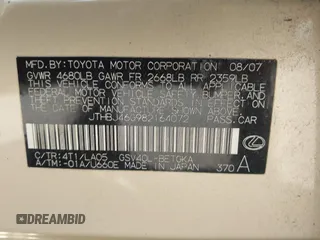 MFD. BY: TOYOTA MOTOR CORPORATION 08/07
GVWR 4680LB GAWR FR 2668LB RR 2359LB
THIS VEHICLE CONFORMS TO ALL APPLICABLE
FEDERAL MOTOR VEHICLE SAFETY, BUMPER, AND
THEFT PREVENTION STANDARDS IN EFFECT ON
THE DATE OF MANUFACTURE SHOWN ABOVE.
JTHBJ46G982164072 PASS.CAR
C/TR: 4T1/LA05 GSV40L-BETGKA
A/TM: -01A/U660E MADE IN JAPAN 370 A
DREAMBID